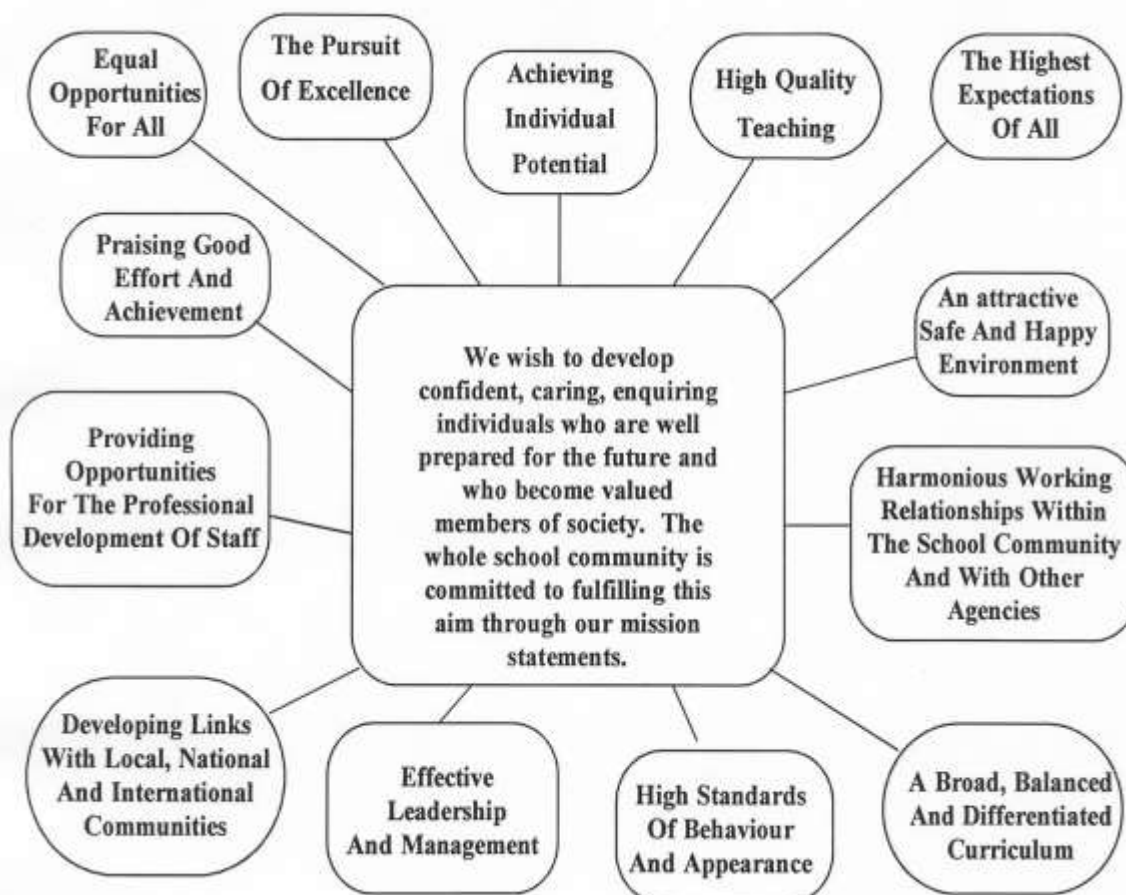 Equal
Opportunities
For All
The Pursuit
Of Excellence
Achieving
Individual
Potential
High Quality
Teaching
The Highest
Expectations
Of All
Praising Good
Effort And
Achievement
An attractive
Safe And Happy
Environment
We wish to develop
confident, caring, enquiring
individuals who are well
prepared for the future and
who become valued
members of society.  The
whole school community is
committed to fulfilling this
aim through our mission
statements.
Providing
Opportunities
For The Professional
Development Of Staff
Harmonious Working
Relationships Within
The School Community
And With Other
Agencies
Developing Links
With Local, National
And International
Communities
Effective
Leadership
And Management
High Standards
Of Behaviour
And Appearance
A Broad, Balanced
And Differentiated
Curriculum